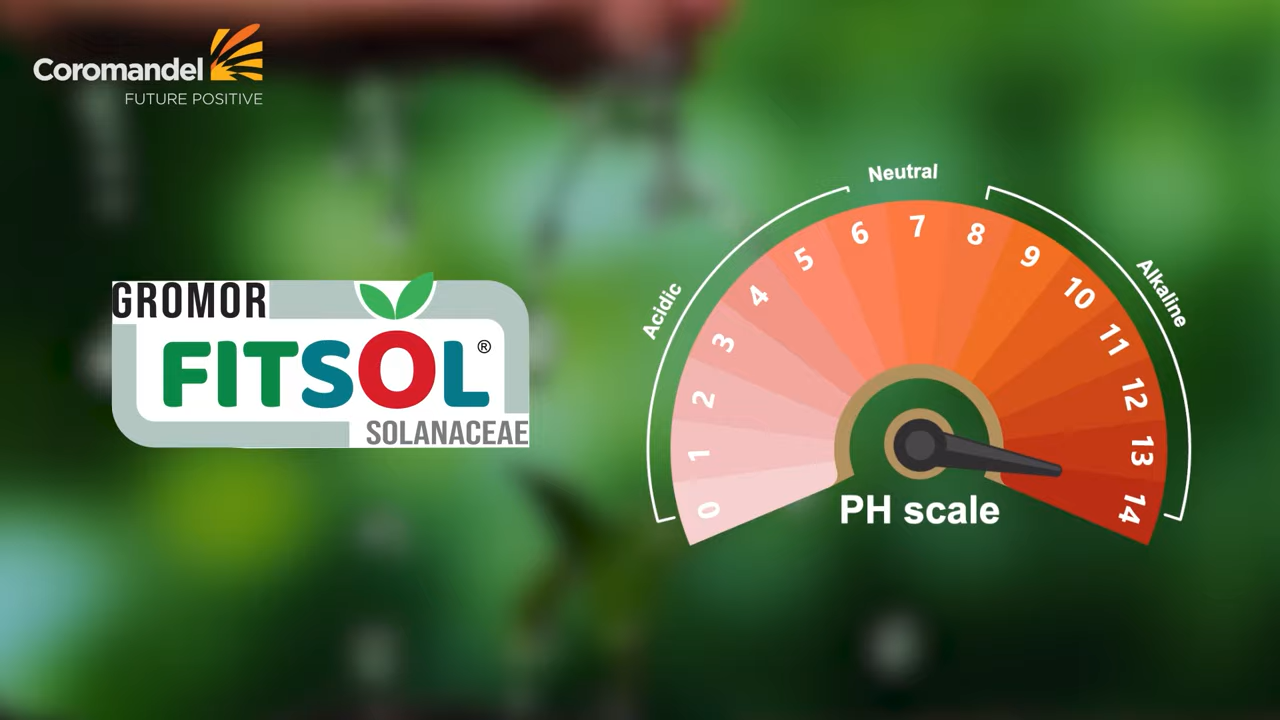 Coromandel
FUTURE POSITIVE
GROMOR
FITSOL®
SOLANACEAE
Neutral
Acidic
Alkaline
0
1
2
3
4
5
6
7
8
9
10
11
12
13
14
PH scale